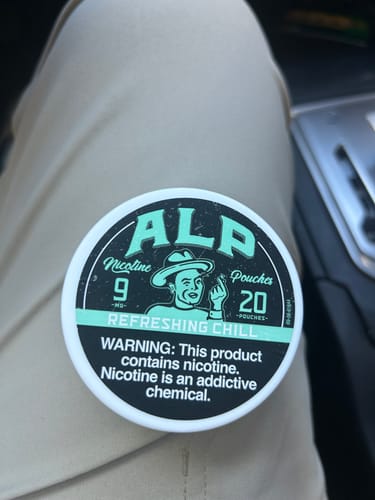 ALP
Nicotine Pouches
9 20
-MG- -POUCHES-
REFRESHING CHILL
WARNING: This product
contains nicotine.
Nicotine is an addictive
chemical.